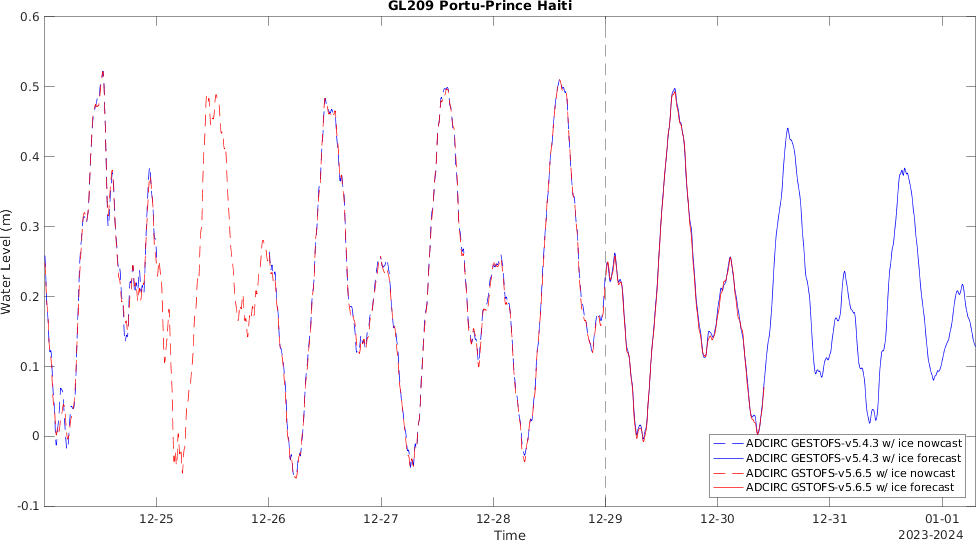 GL209 Portu-Prince Haiti
0.6
0.5
0.4
0.3
0.2
0.1
0
-0.1
Water Level (m)
12-25
12-26
12-27
12-28
12-29
12-30
12-31
01-01
Time
2023-2024
ADCIRC GESTOFS-v5.4.3 w/ ice nowcast
ADCIRC GESTOFS-v5.4.3 w/ ice forecast
ADCIRC GSTOFS-v5.6.5 w/ ice nowcast
ADCIRC GSTOFS-v5.6.5 w/ ice forecast